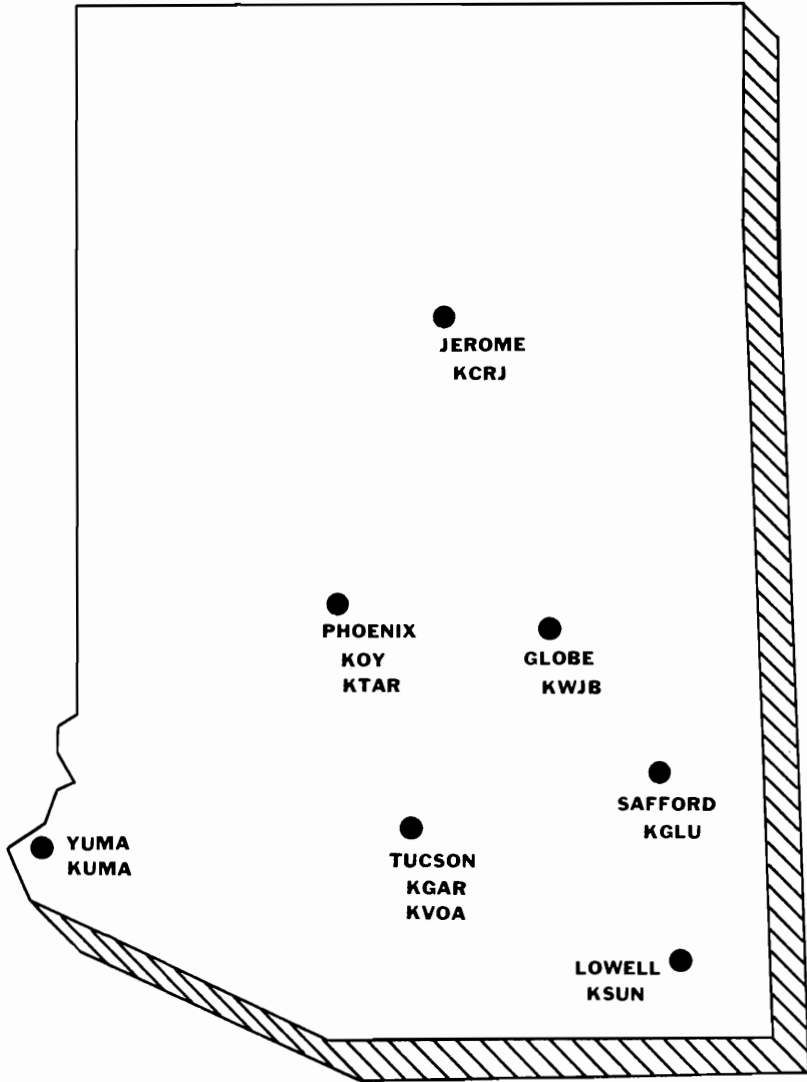 JEROME
KCRJ
PHOENIX
KOY
KTAR
GLOBE
KWJB
SAFFORD
KGLU
YUMA
KUMA
TUCSON
KGAR
KVOA
LOWELL
KSUN